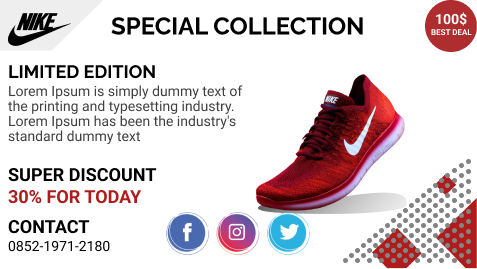 NIKE
SPECIAL COLLECTION
100$
BEST DEAL
LIMITED EDITION
Lorem Ipsum is simply dummy text of
the printing and typesetting industry.
Lorem Ipsum has been the industry's
standard dummy text
NIKE
SUPER DISCOUNT
30% FOR TODAY
CONTACT
0852-1971-2180